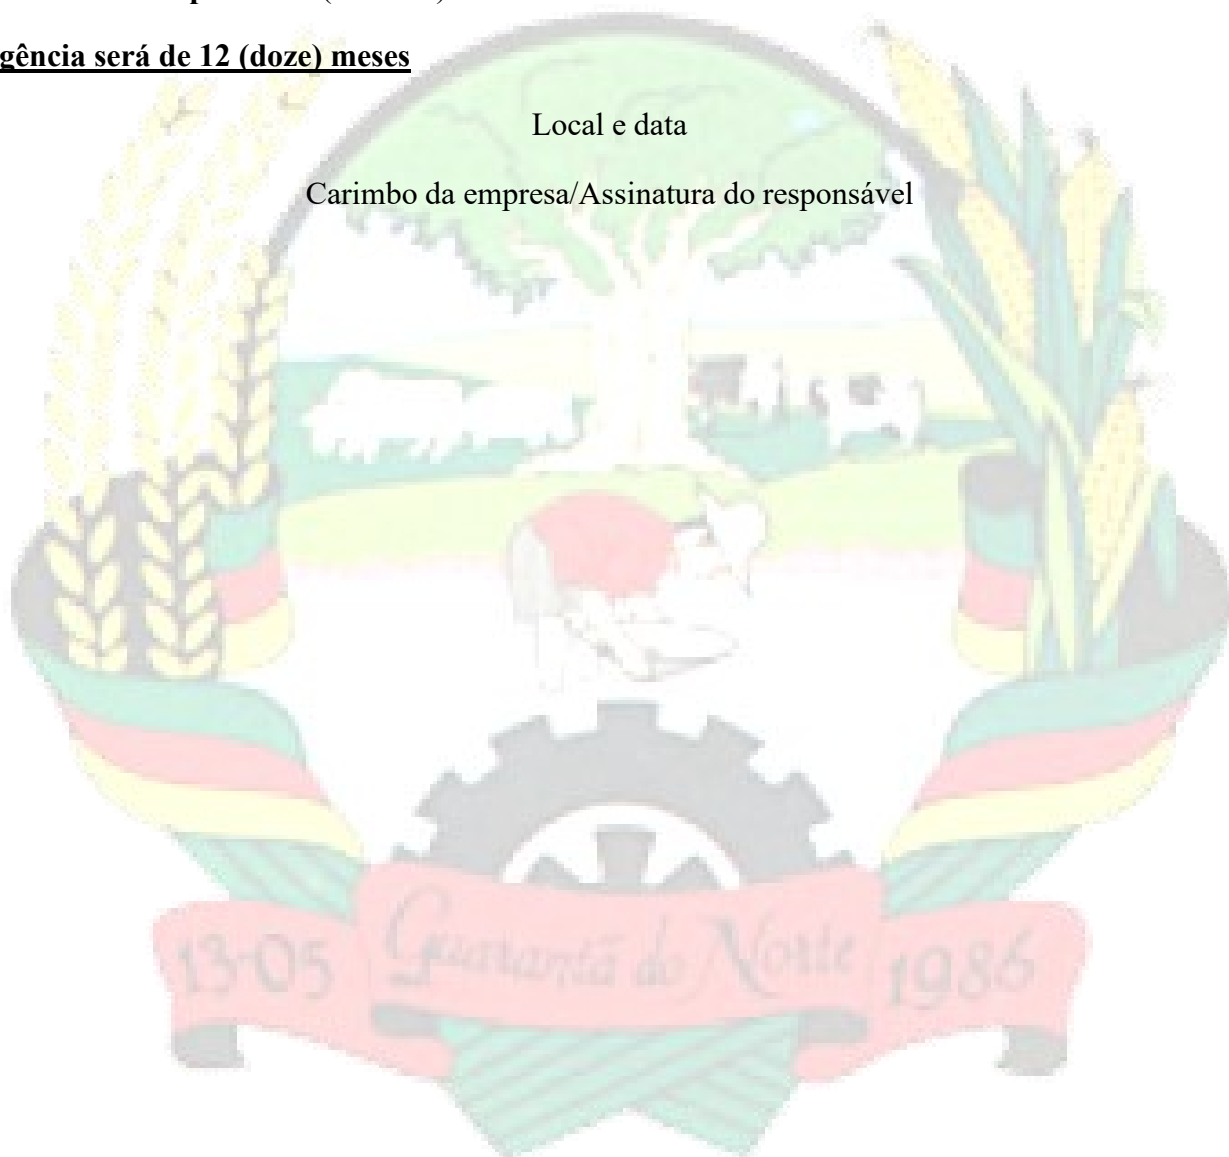 gência será de 12 (doze) meses
Local e data
Carimbo da empresa/Assinatura do responsável
13-05 Guarantã do Norte 1986